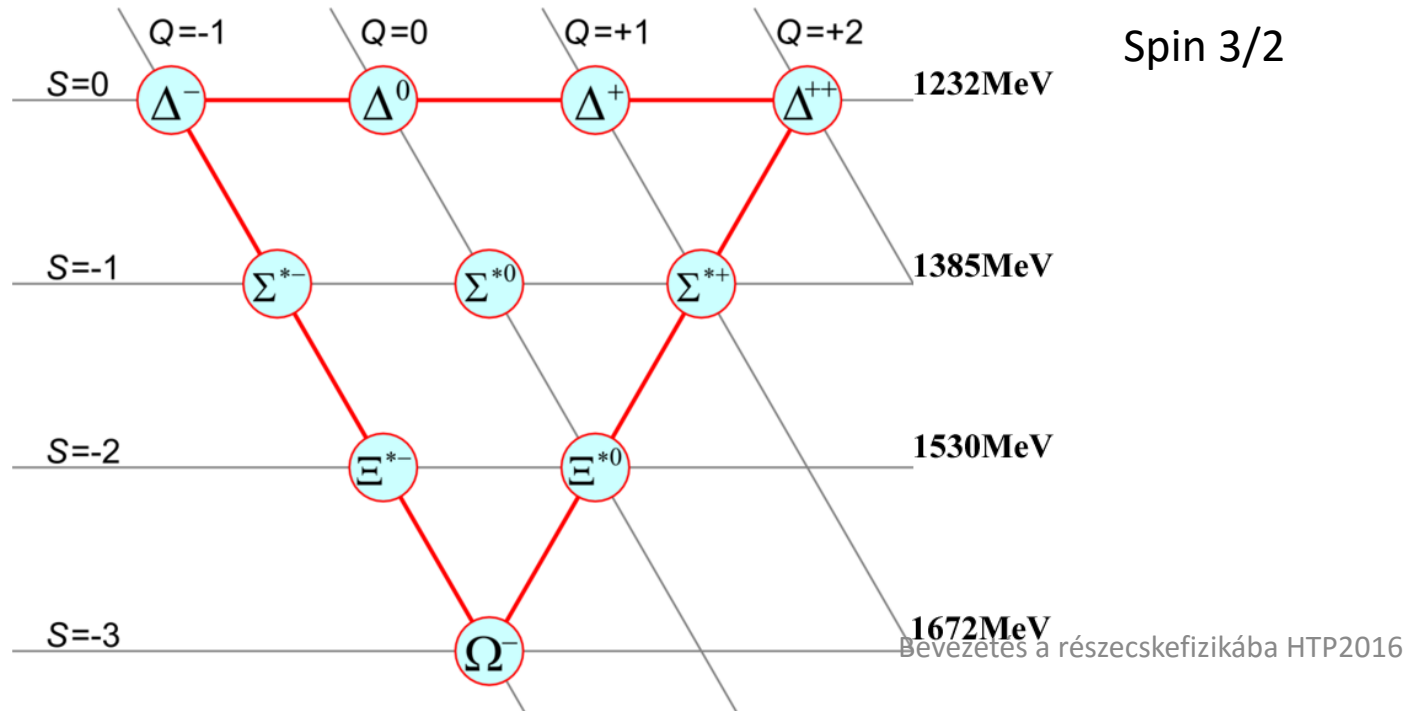 Q=-1 Q=0 Q=+1 Q=+2 Spin 3/2
S=0 Δ⁻ Δ⁰ Δ⁺ Δ⁺⁺ 1232MeV
S=-1 Σ*⁻ Σ*⁰ Σ*⁺ 1385MeV
S=-2 Ξ*⁻ Ξ*⁰ 1530MeV
S=-3 Ω⁻ 1672MeV
Bevezetés a részecskefizikába HTP2016